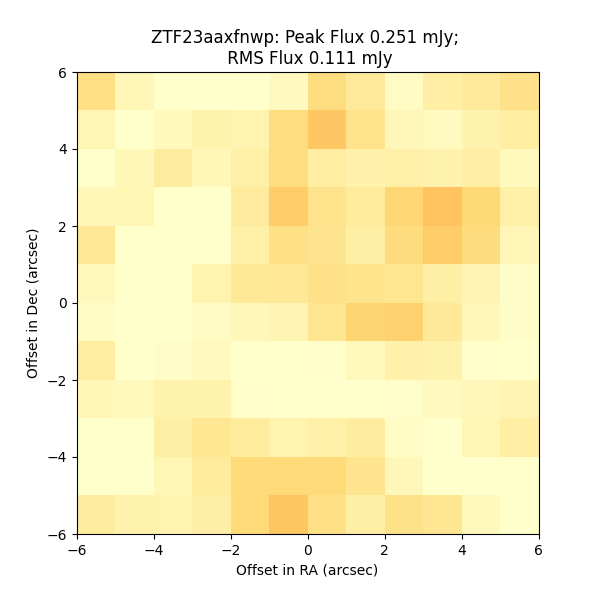 ZTF23aaxfnwp: Peak Flux 0.251 mJy;
RMS Flux 0.111 mJy
6
4
2
0
−2
−4
−6
Offset in Dec (arcsec)
−6 −4 −2 0 2 4 6
Offset in RA (arcsec)